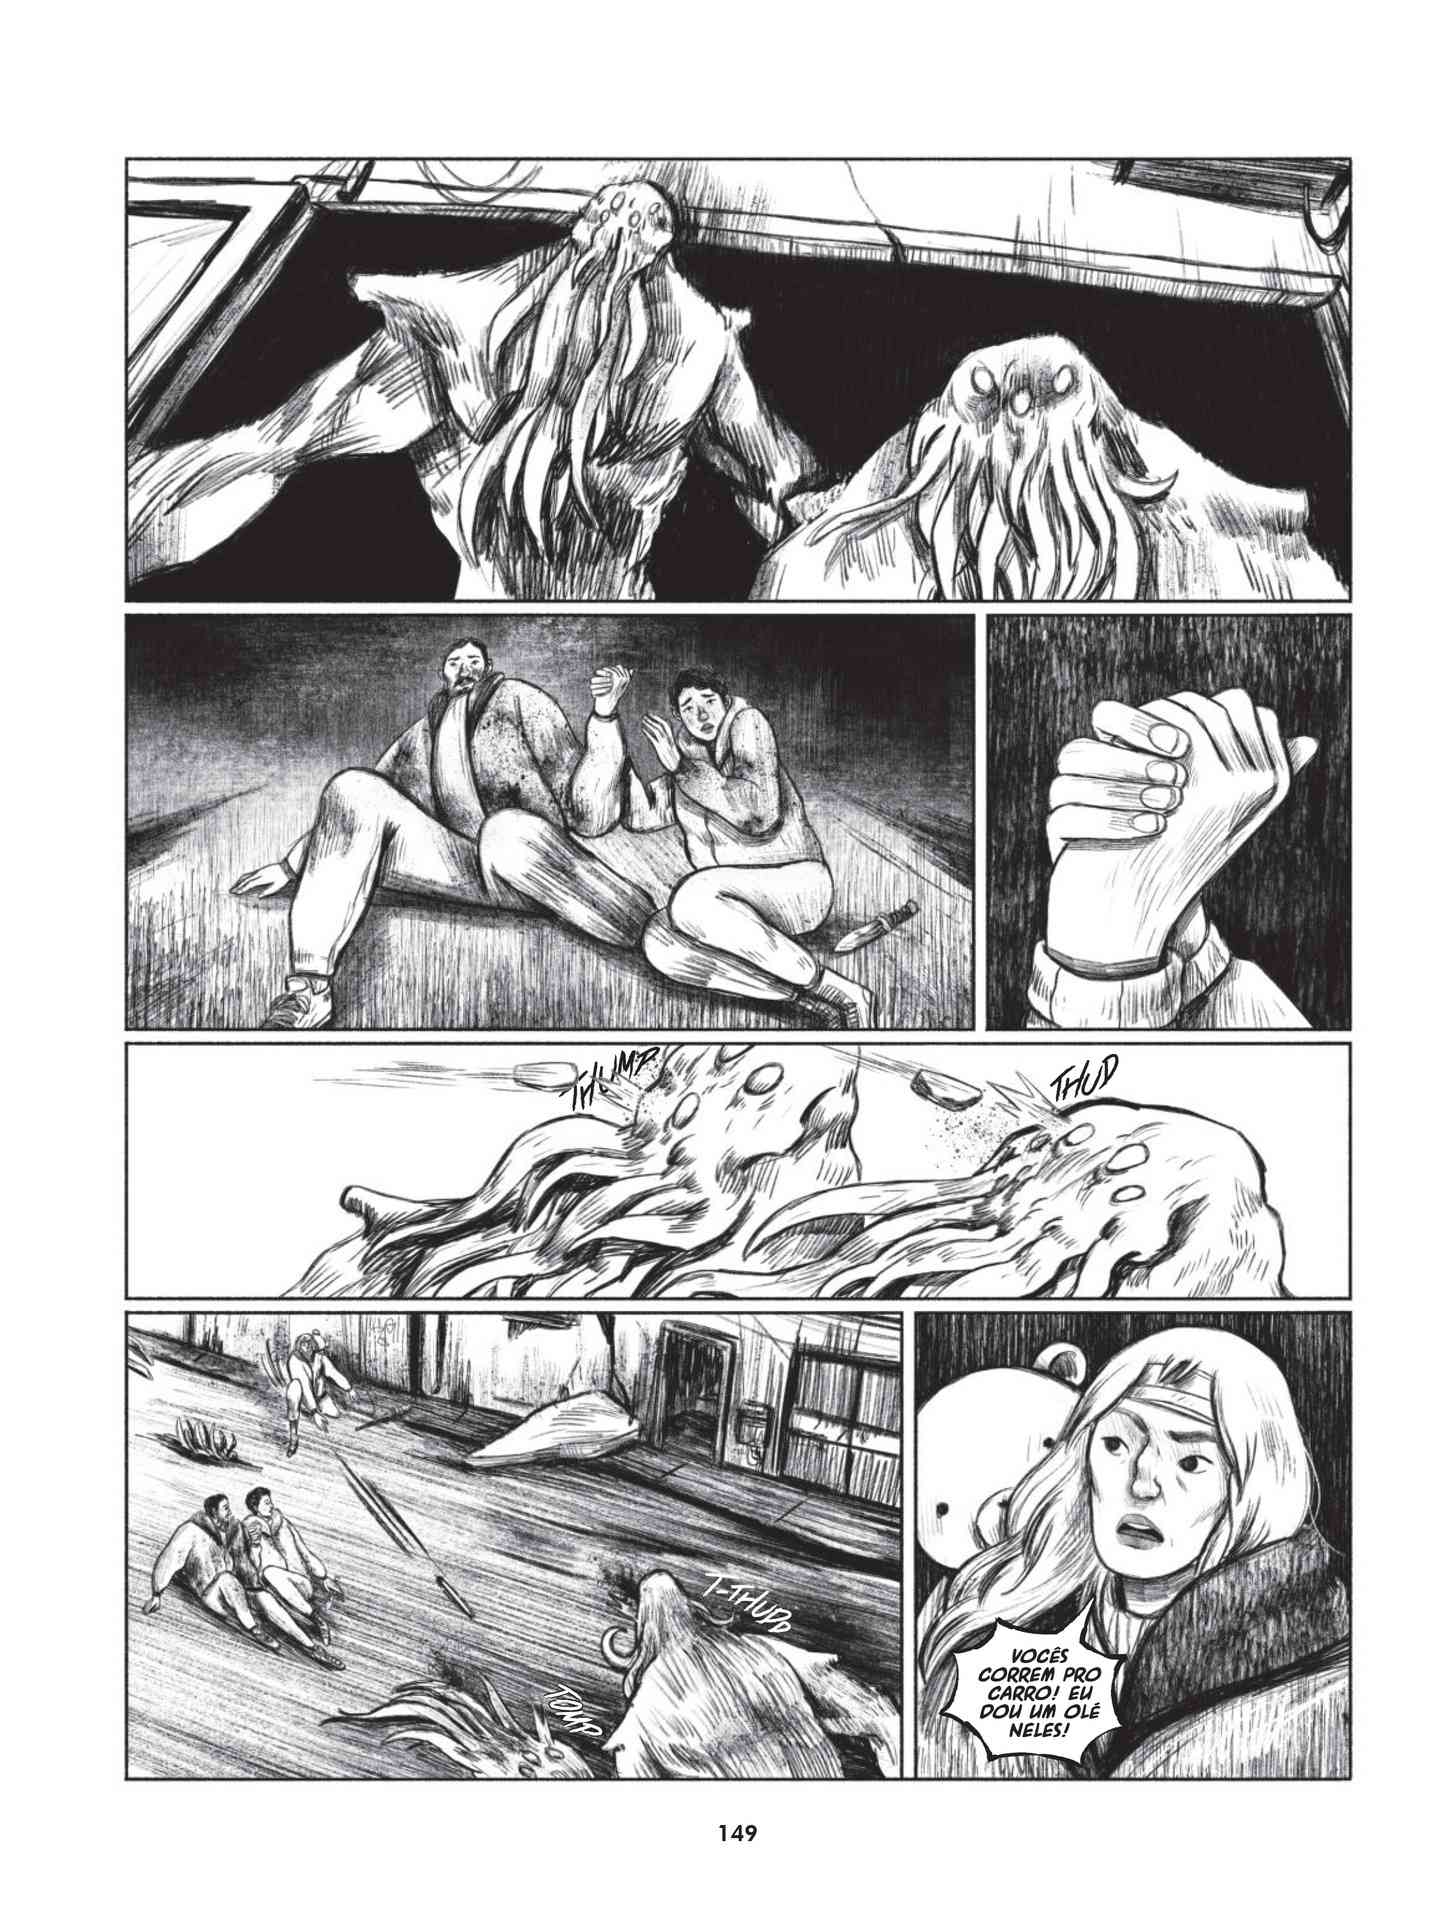 THUMP
THUD
T-THUDD
TOMP
VOCÊS
CORREM PRO
CARRO! EU
DOU UM OLÉ
NELES!
149